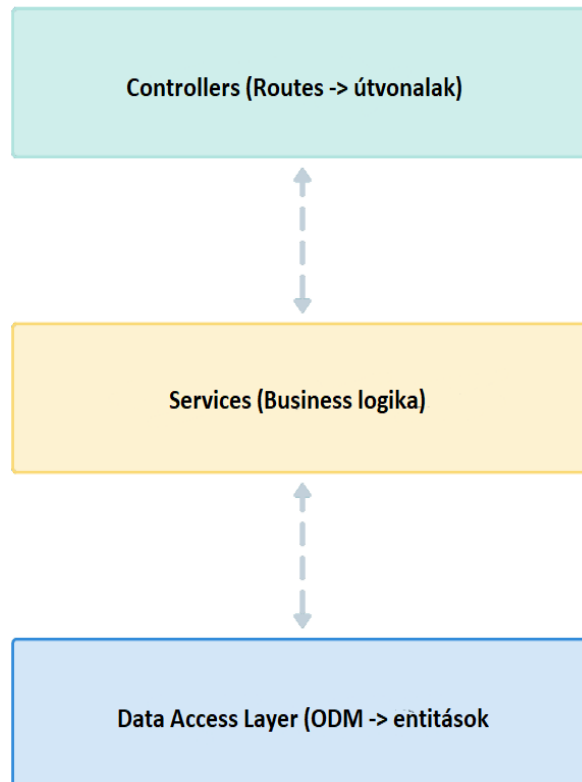 Controllers (Routes -> útvonalak)
Services (Business logika)
Data Access Layer (ODM -> entitások